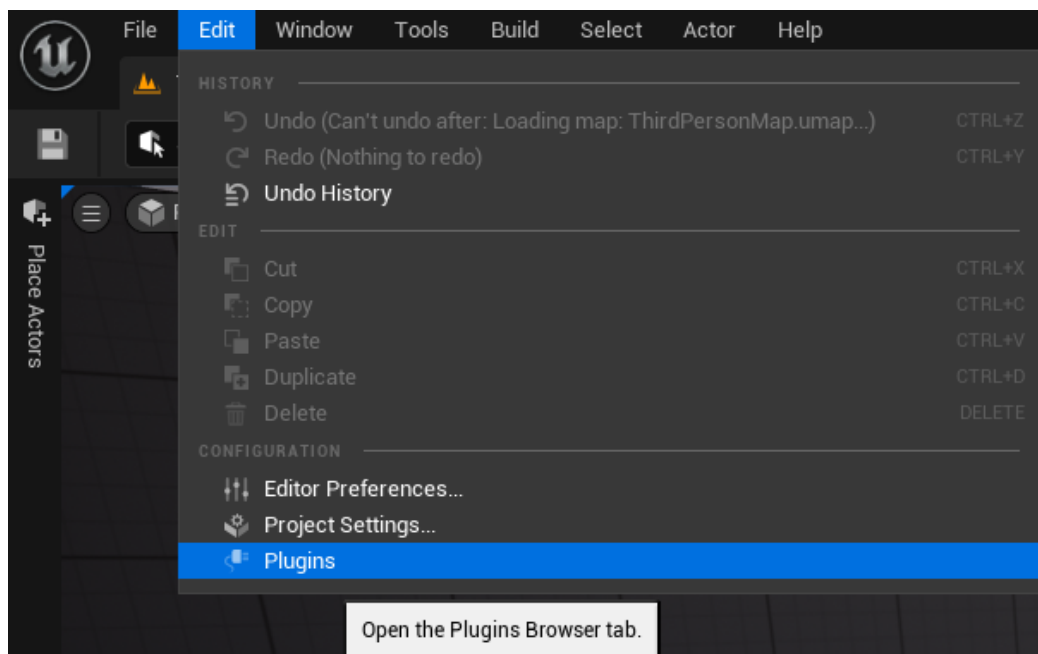 File Edit Window Tools Build Select Actor Help
HISTORY
Undo (Can't undo after: Loading map: ThirdPersonMap.umap...) CTRL+Z
Redo (Nothing to redo) CTRL+Y
Undo History
EDIT
Cut CTRL+X
Copy CTRL+C
Paste CTRL+V
Duplicate CTRL+D
Delete DELETE
CONFIGURATION
Editor Preferences...
Project Settings...
Plugins
Open the Plugins Browser tab.
Place Actors